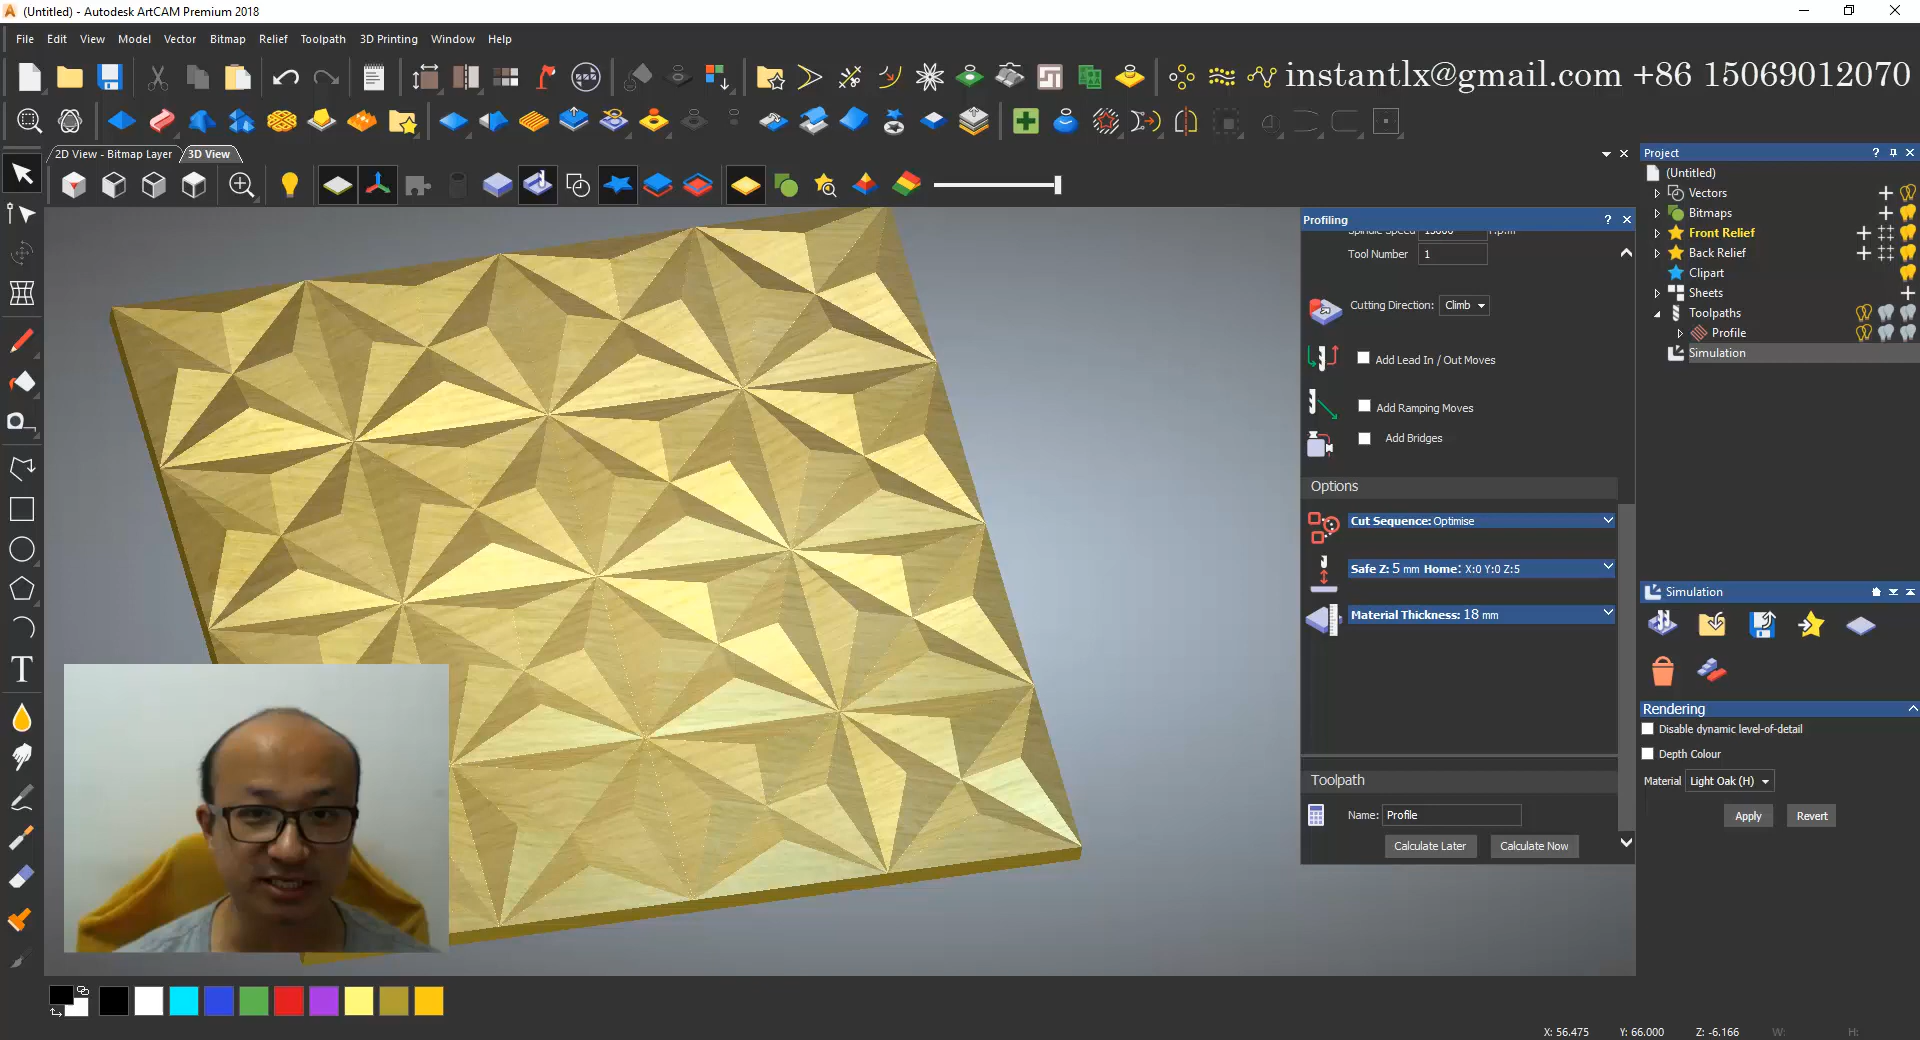 (Untitled) - Autodesk ArtCAM Premium 2018
File Edit View Model Vector Bitmap Relief Toolpath 3D Printing Window Help
instantlx@gmail.com +86 15069012070
2D View - Bitmap Layer
3D View
Profiling
Spindle Speed 15000 r.p.m
Tool Number 1
Cutting Direction: Climb
Add Lead In / Out Moves
Add Ramping Moves
Add Bridges
Options
Cut Sequence: Optimise
Safe Z: 5 mm Home: X:0 Y:0 Z:5
Material Thickness: 18 mm
Toolpath
Name: Profile
Calculate Later
Calculate Now
Project
(Untitled)
Vectors
Bitmaps
Front Relief
Back Relief
Clipart
Sheets
Toolpaths
Profile
Simulation
Simulation
Rendering
Disable dynamic level-of-detail
Depth Colour
Material Light Oak (H)
Apply
Revert
X: 56.475 Y: 66.000 Z: -6.166 W: H: